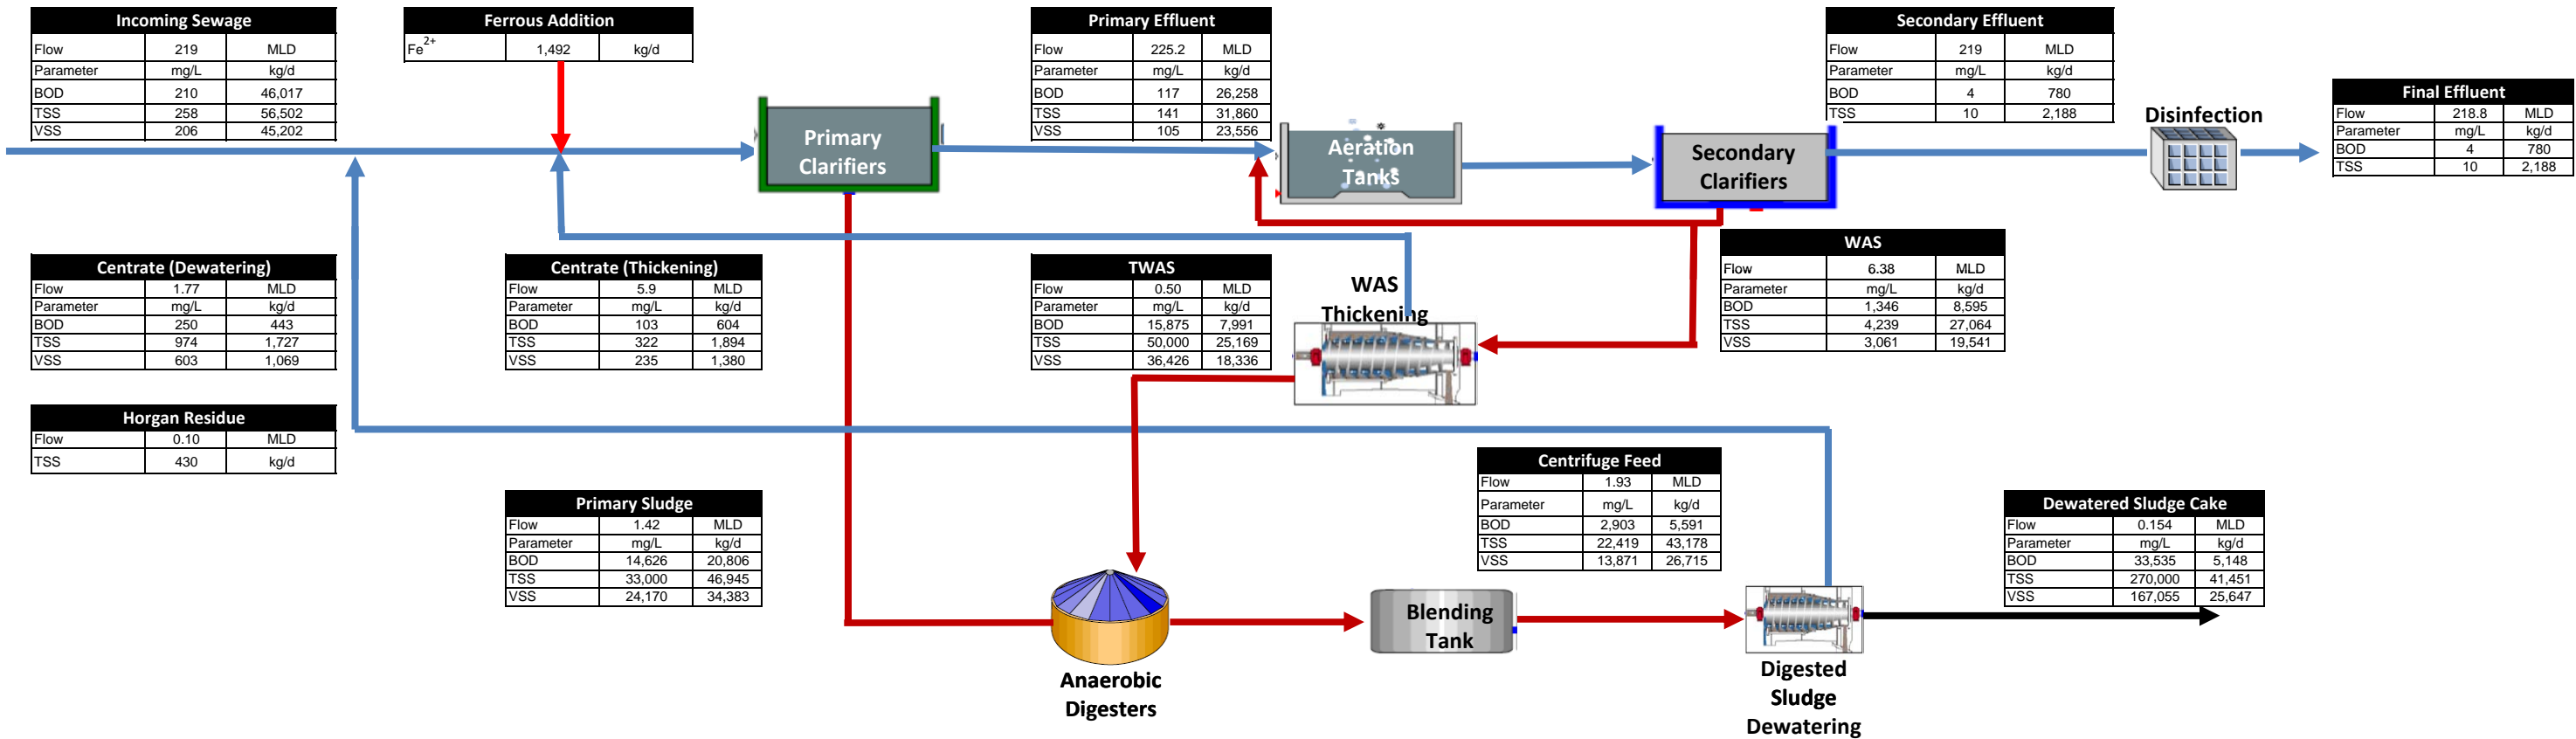 Incoming Sewage
Flow 219 MLD
Parameter mg/L kg/d
BOD 210 46,017
TSS 258 56,502
VSS 206 45,202
Ferrous Addition
Fe2+ 1,492 kg/d
Primary Effluent
Flow 225.2 MLD
Parameter mg/L kg/d
BOD 117 26,258
TSS 141 31,860
VSS 105 23,556
Secondary Effluent
Flow 219 MLD
Parameter mg/L kg/d
BOD 4 780
TSS 10 2,188
Final Effluent
Flow 218.8 MLD
Parameter mg/L kg/d
BOD 4 780
TSS 10 2,188
Primary
Clarifiers
Aeration
Tanks
Secondary
Clarifiers
Disinfection
Centrate (Dewatering)
Flow 1.77 MLD
Parameter mg/L kg/d
BOD 250 443
TSS 974 1,727
VSS 603 1,069
Centrate (Thickening)
Flow 5.9 MLD
Parameter mg/L kg/d
BOD 103 604
TSS 322 1,894
VSS 235 1,380
TWAS
Flow 0.50 MLD
Parameter mg/L kg/d
BOD 15,875 7,991
TSS 50,000 25,169
VSS 36,426 18,336
WAS
Thickening
WAS
Flow 6.38 MLD
Parameter mg/L kg/d
BOD 1,346 8,595
TSS 4,239 27,064
VSS 3,061 19,541
Horgan Residue
Flow 0.10 MLD
TSS 430 kg/d
Primary Sludge
Flow 1.42 MLD
Parameter mg/L kg/d
BOD 14,626 20,806
TSS 33,000 46,945
VSS 24,170 34,383
Centrifuge Feed
Flow 1.93 MLD
Parameter mg/L kg/d
BOD 2,903 5,591
TSS 22,419 43,178
VSS 13,871 26,715
Dewatered Sludge Cake
Flow 0.154 MLD
Parameter mg/L kg/d
BOD 33,535 5,148
TSS 270,000 41,451
VSS 167,055 25,647
Anaerobic
Digesters
Blending
Tank
Digested
Sludge
Dewatering